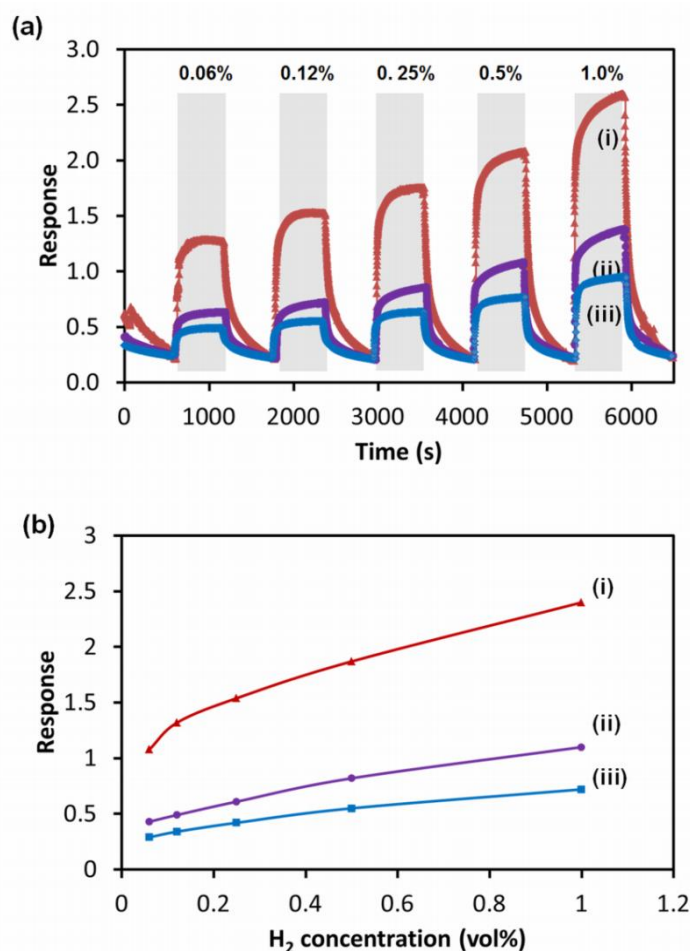 (a)
3.0
2.5
2.0
1.5
1.0
0.5
0.0
Response
0.06% 0.12% 0. 25% 0.5% 1.0%
(i)
(ii)
(iii)
0 1000 2000 3000 4000 5000 6000
Time (s)
(b)
3
2.5
2
1.5
1
0.5
0
Response
(i)
(ii)
(iii)
0 0.2 0.4 0.6 0.8 1 1.2
H₂ concentration (vol%)